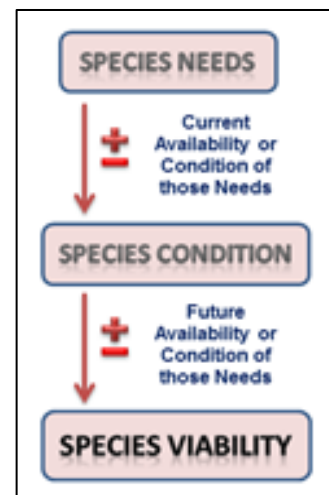 SPECIES NEEDS
Current
Availability or
Condition of
those Needs
SPECIES CONDITION
Future
Availability or
Condition of
those Needs
SPECIES VIABILITY